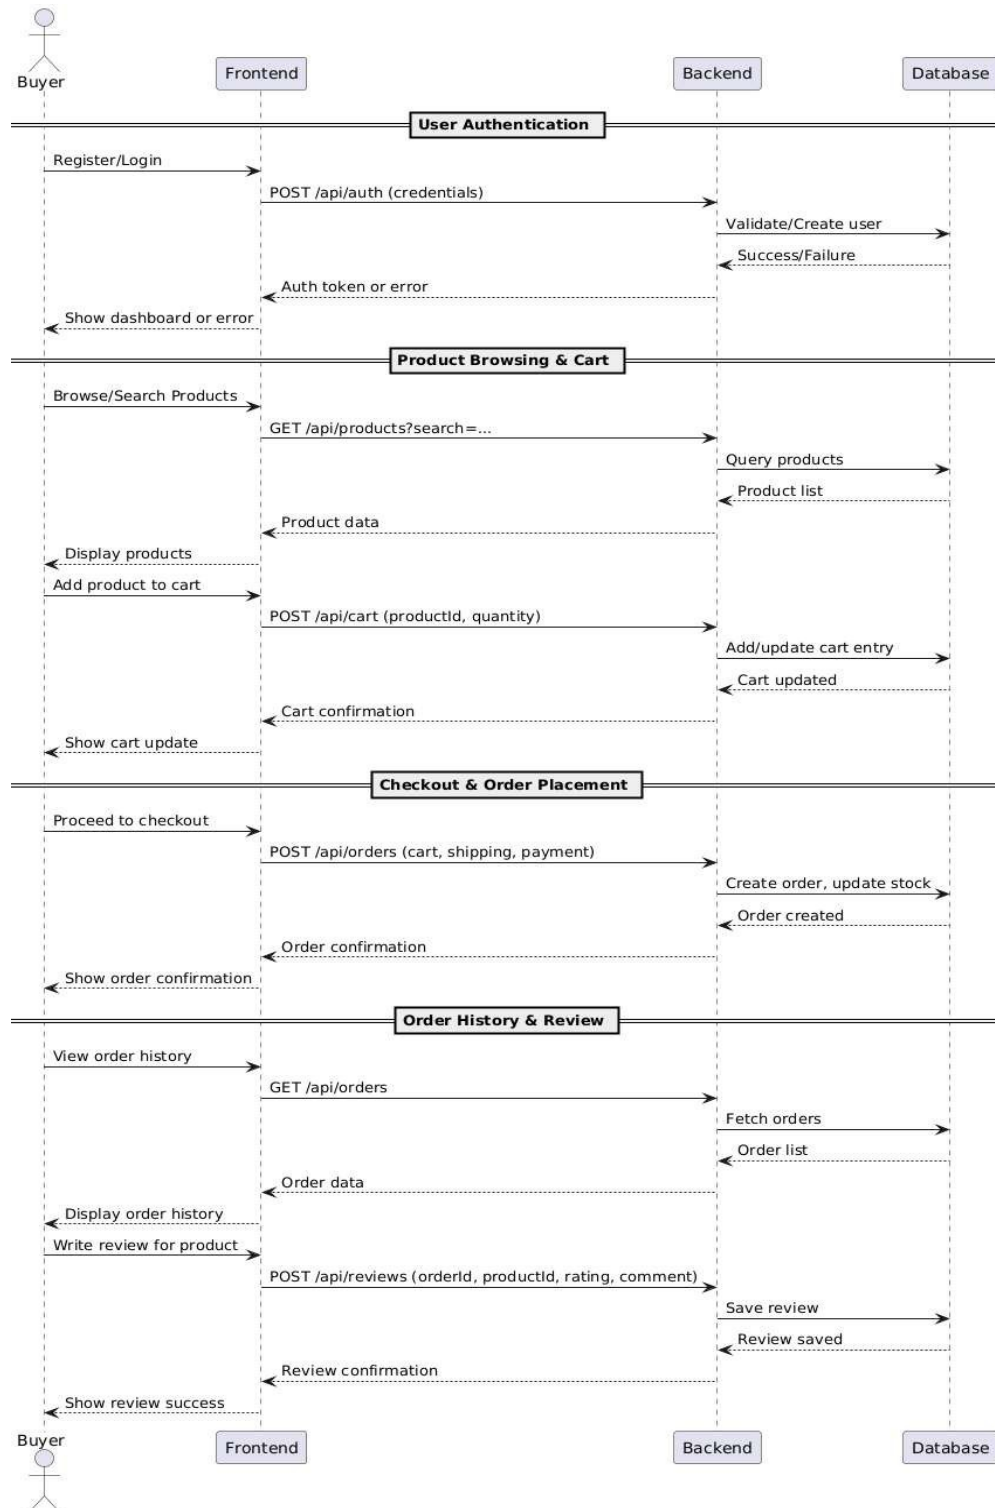 Buyer
Frontend
Backend
Database
User Authentication
Register/Login
POST /api/auth (credentials)
Validate/Create user
Success/Failure
Auth token or error
Show dashboard or error
Product Browsing & Cart
Browse/Search Products
GET /api/products?search=...
Query products
Product list
Product data
Display products
Add product to cart
POST /api/cart (productId, quantity)
Add/update cart entry
Cart updated
Cart confirmation
Show cart update
Checkout & Order Placement
Proceed to checkout
POST /api/orders (cart, shipping, payment)
Create order, update stock
Order created
Order confirmation
Show order confirmation
Order History & Review
View order history
GET /api/orders
Fetch orders
Order list
Order data
Display order history
Write review for product
POST /api/reviews (orderId, productId, rating, comment)
Save review
Review saved
Review confirmation
Show review success
Buyer
Frontend
Backend
Database